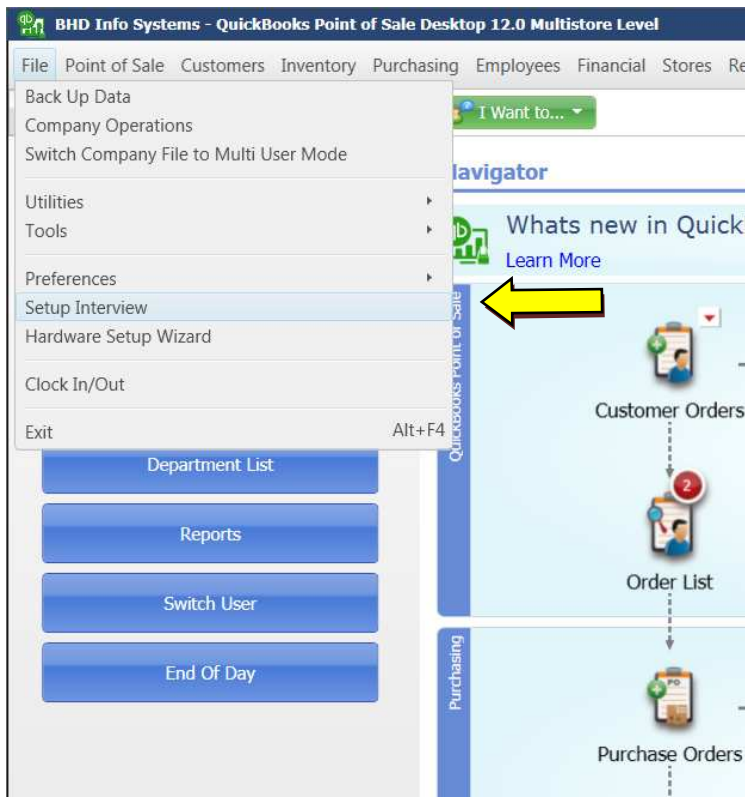 BHD Info Systems - QuickBooks Point of Sale Desktop 12.0 Multistore Level
File Point of Sale Customers Inventory Purchasing Employees Financial Stores Re
Back Up Data
Company Operations
Switch Company File to Multi User Mode
Utilities
Tools
Preferences
Setup Interview
Hardware Setup Wizard
Clock In/Out
Exit Alt+F4
Department List
Reports
Switch User
End Of Day
I Want to...
Navigator
Whats new in Quick
Learn More
QuickBooks Point of Sale
Customer Orders
2
Order List
Purchasing
PO
Purchase Orders